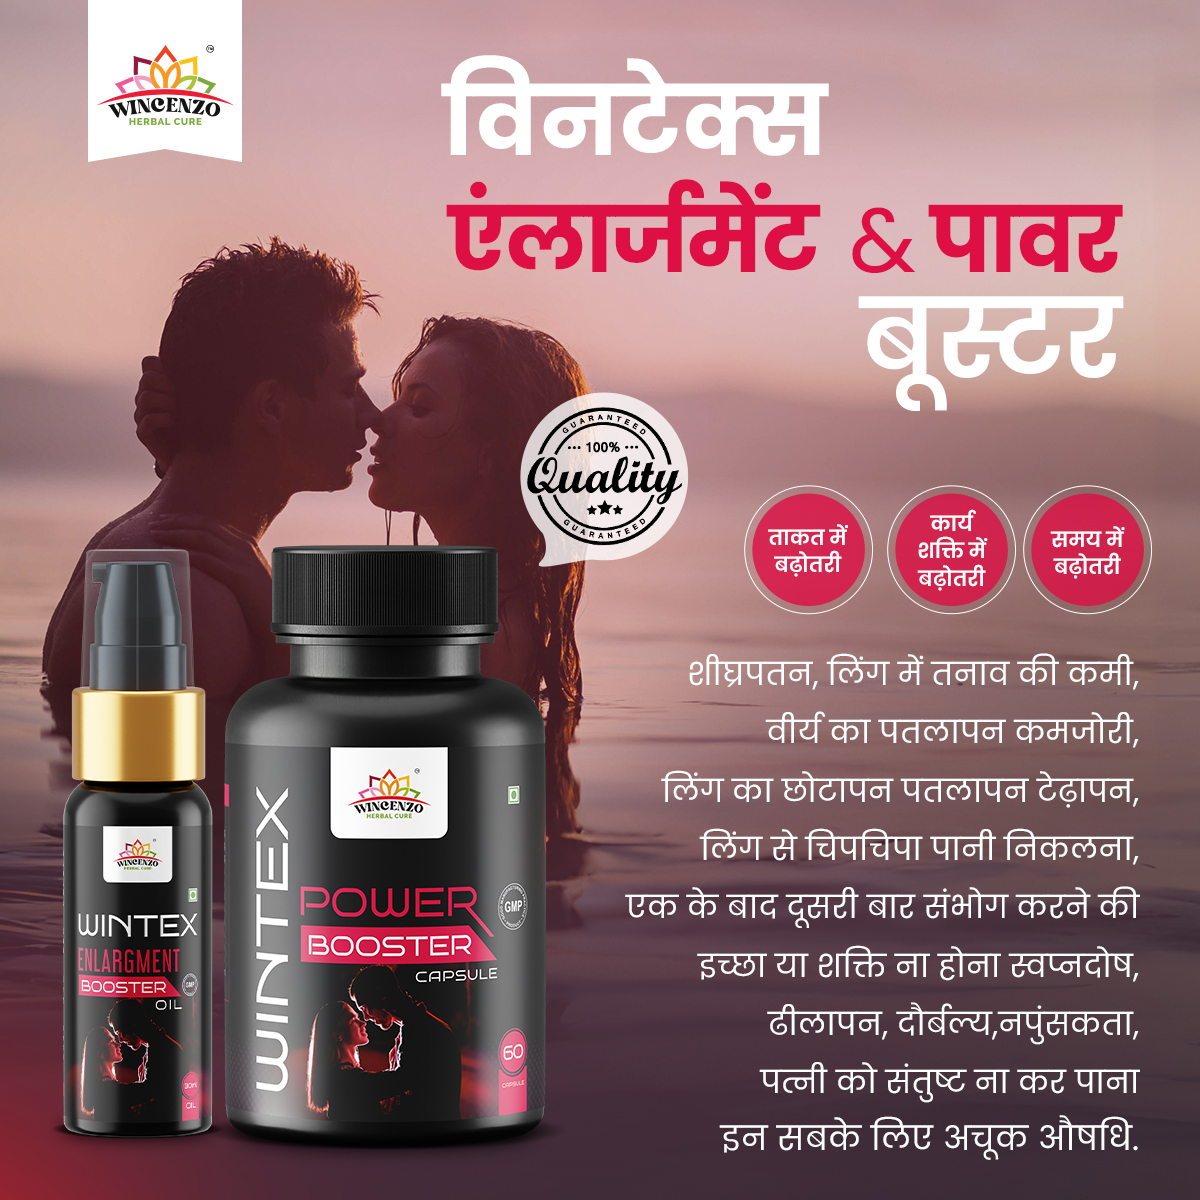 WINCENZO
HERBAL CURE
TM
विनटेक्स
एंलार्जमेंट & पावर
बूस्टर
GUARANTEED
100%
Quality
GUARANTEED
ताकत में
बढ़ोतरी
कार्य
शक्ति में
बढ़ोतरी
समय में
बढ़ोतरी
शीघ्रपतन, लिंग में तनाव की कमी,
वीर्य का पतलापन कमजोरी,
लिंग का छोटापन पतलापन टेढ़ापन,
लिंग से चिपचिपा पानी निकलना,
एक के बाद दूसरी बार संभोग करने की
इच्छा या शक्ति ना होना स्वप्नदोष,
ढीलापन, दौर्बल्य,नपुंसकता,
पत्नी को संतुष्ट ना कर पाना
इन सबके लिए अचूक औषधि.
WINCENZO
HERBAL CURE
WINTEX
ENLARGMENT
BOOSTER
OIL
GMP
30ml
OIL
WINCENZO
HERBAL CURE
WINTEX
POWER
BOOSTER
CAPSULE
GMP
60
CAPSULE